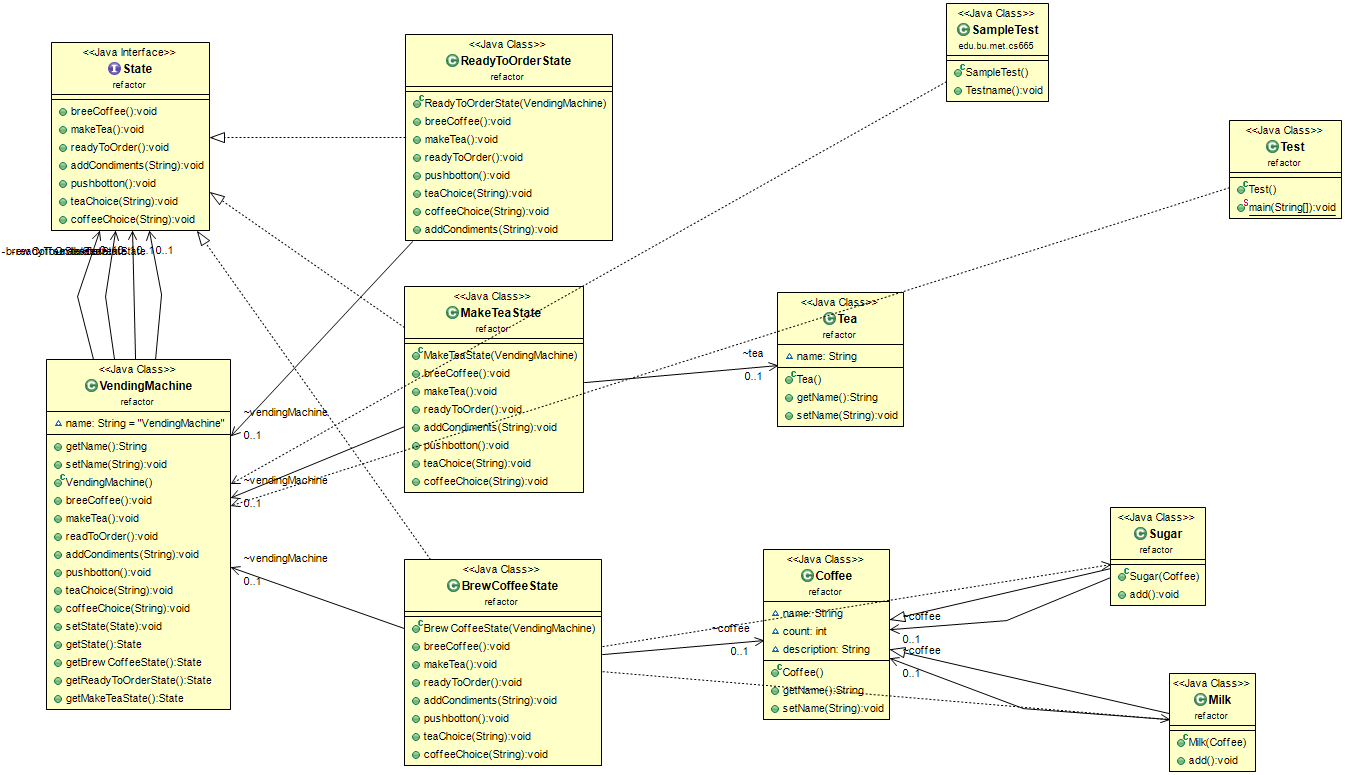 <<Java Interface>>
State
refactor
breeCoffee():void
makeTea():void
readyToOrder():void
addCondiments(String):void
pushbotton():void
teaChoice(String):void
coffeeChoice(String):void
<<Java Class>>
ReadyToOrderState
refactor
ReadyToOrderState(VendingMachine)
breeCoffee():void
makeTea():void
readyToOrder():void
pushbotton():void
teaChoice(String):void
coffeeChoice(String):void
addCondiments(String):void
<<Java Class>>
SampleTest
edu.bu.met.cs665
SampleTest()
Testname():void
<<Java Class>>
Test
refactor
Test()
main(String[]):void
0..1
<<Java Class>>
VendingMachine
refactor
name: String = "VendingMachine"
getName():String
setName(String):void
VendingMachine()
breeCoffee():void
makeTea():void
readToOrder():void
addCondiments(String):void
pushbotton():void
teaChoice(String):void
coffeeChoice(String):void
setState(State):void
getState():State
getBrewCoffeeState():State
getReadyToOrderState():State
getMakeTeaState():State
~vendingMachine
0..1
~vendingMachine
0..1
~vendingMachine
0..1
<<Java Class>>
MakeTeaState
refactor
MakeTeaState(VendingMachine)
breeCoffee():void
makeTea():void
readyToOrder():void
addCondiments(String):void
pushbotton():void
teaChoice(String):void
coffeeChoice(String):void
~tea
0..1
<<Java Class>>
Tea
refactor
name: String
Tea()
getName():String
setName(String):void
<<Java Class>>
BrewCoffeeState
refactor
BrewCoffeeState(VendingMachine)
breeCoffee():void
makeTea():void
readyToOrder():void
addCondiments(String):void
pushbotton():void
teaChoice(String):void
coffeeChoice(String):void
~coffee
0..1
<<Java Class>>
Coffee
refactor
name: String
count: int
description: String
Coffee()
getName():String
setName(String):void
~coffee
0..1
~coffee
0..1
<<Java Class>>
Sugar
refactor
Sugar(Coffee)
add():void
<<Java Class>>
Milk
refactor
Milk(Coffee)
add():void